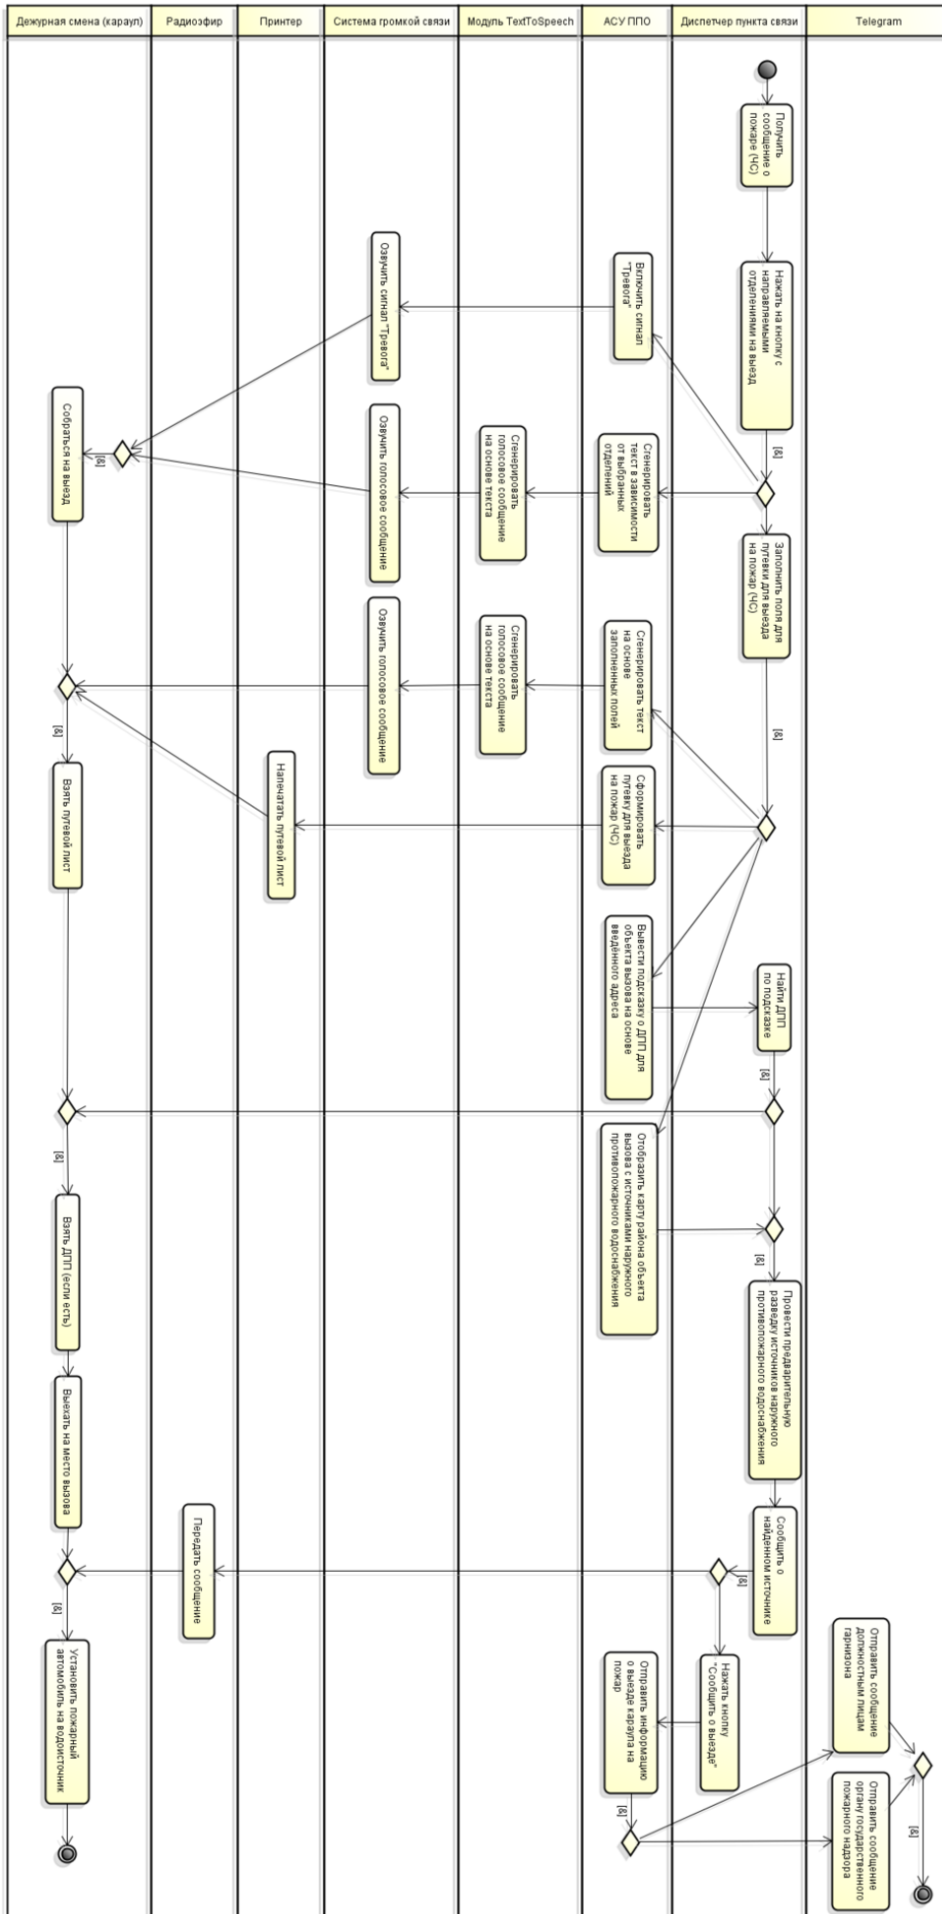 Дежурная смена (караул)
Радиоэфир
Принтер
Система громкой связи
Модуль TextToSpeech
АСУ ППО
Диспетчер пункта связи
Telegram
Получить
сообщение о
пожаре (ЧС)
Нажать на кнопку с
направляемыми
отделениями на выезд
[&]
Включить сигнал
"Тревога"
Озвучить сигнал "Тревога"
Сгенерировать
текст в зависимости
от выбранных
отделений
Сгенерировать
голосовое сообщение
на основе текста
Озвучить голосовое сообщение
[&]
Собраться на выезд
Заполнить поля для
путевки для выезда
на пожар (ЧС)
[&]
Сгенерировать текст
на основе
заполненных полей
Сгенерировать
голосовое сообщение
на основе текста
Озвучить голосовое сообщение
Сформировать
путевку для выезда
на пожар (ЧС)
Напечатать путевой лист
[&]
Взять путевой лист
Вывести подсказку о ДПП для
объекта вызова на основе
введённого адреса
Найти ДПП
по подсказке
[&]
Отобразить карту района объекта
вызова с источниками наружного
противопожарного водоснабжения
[&]
[&]
Взять ДПП (если есть)
Провести предварительную
разведку источников наружного
противопожарного водоснабжения
Выехать на место вызова
Сообщить о
найденном источнике
[&]
Передать сообщение
[&]
Установить пожарный
автомобиль на водоисточник
Нажать кнопку
"Сообщить о выезде"
Отправить информацию
о выезде караула на
пожар
[&]
Отправить сообщение
должностным лицам
гарнизона
Отправить сообщение
органу государственного
пожарного надзора
[&]